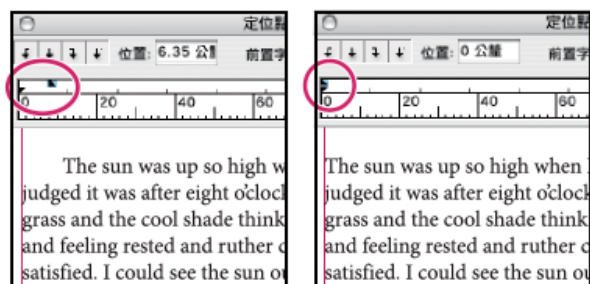 定位點
位置: 6.35 公釐
前置字
0 20 40 60
The sun was up so high w
judged it was after eight o'clock
grass and the cool shade think
and feeling rested and ruther c
satisfied. I could see the sun ou
定位點
位置: 0 公釐
前置字
0 20 40 60
The sun was up so high when I
judged it was after eight o'clock
grass and the cool shade think
and feeling rested and ruther c
satisfied. I could see the sun ou